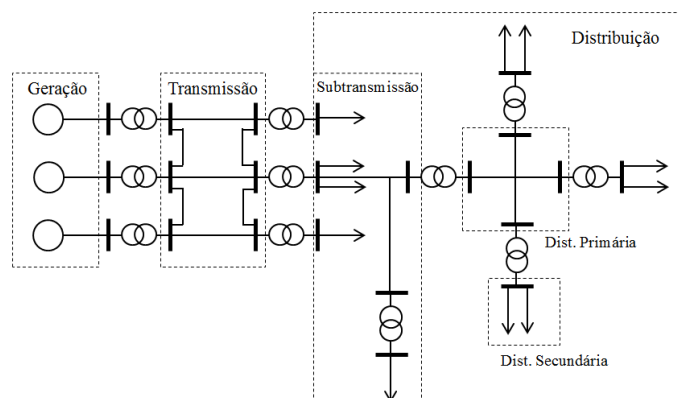 Distribuição
Geração
Transmissão
Subtransmissão
Dist. Primária
Dist. Secundária